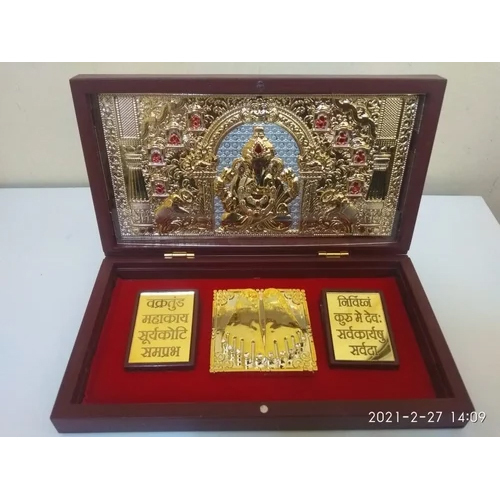 वक्रतुंड
महाकाय
सूर्यकोटि
समप्रभ
निर्विघ्नं
कुरु मे देवः
सर्वकार्येषु
सर्वदा
2021-2-27 14:09